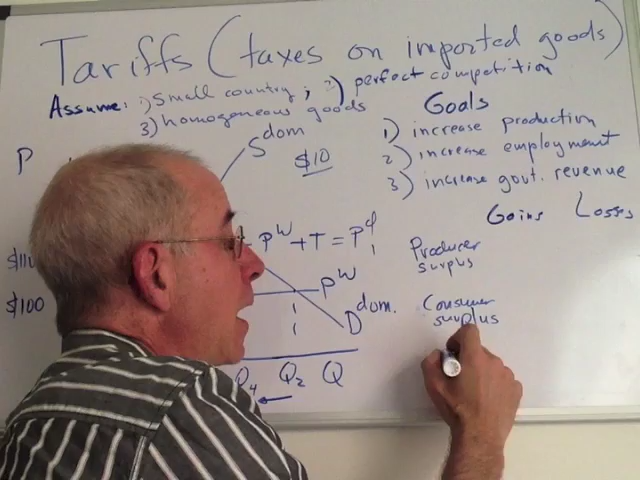 Tariffs (taxes on imported goods)
Assume: 1) small country; 2) perfect competition
3) homogeneous goods
Goals
1) increase production
2) increase employment
3) increase govt. revenue
P
S dom
$10
Gains Losses
P^W + T = P^d_1
Producer
surplus
$110
P^W
$100
D dom.
Consumer
surplus
Q4 Q2 Q